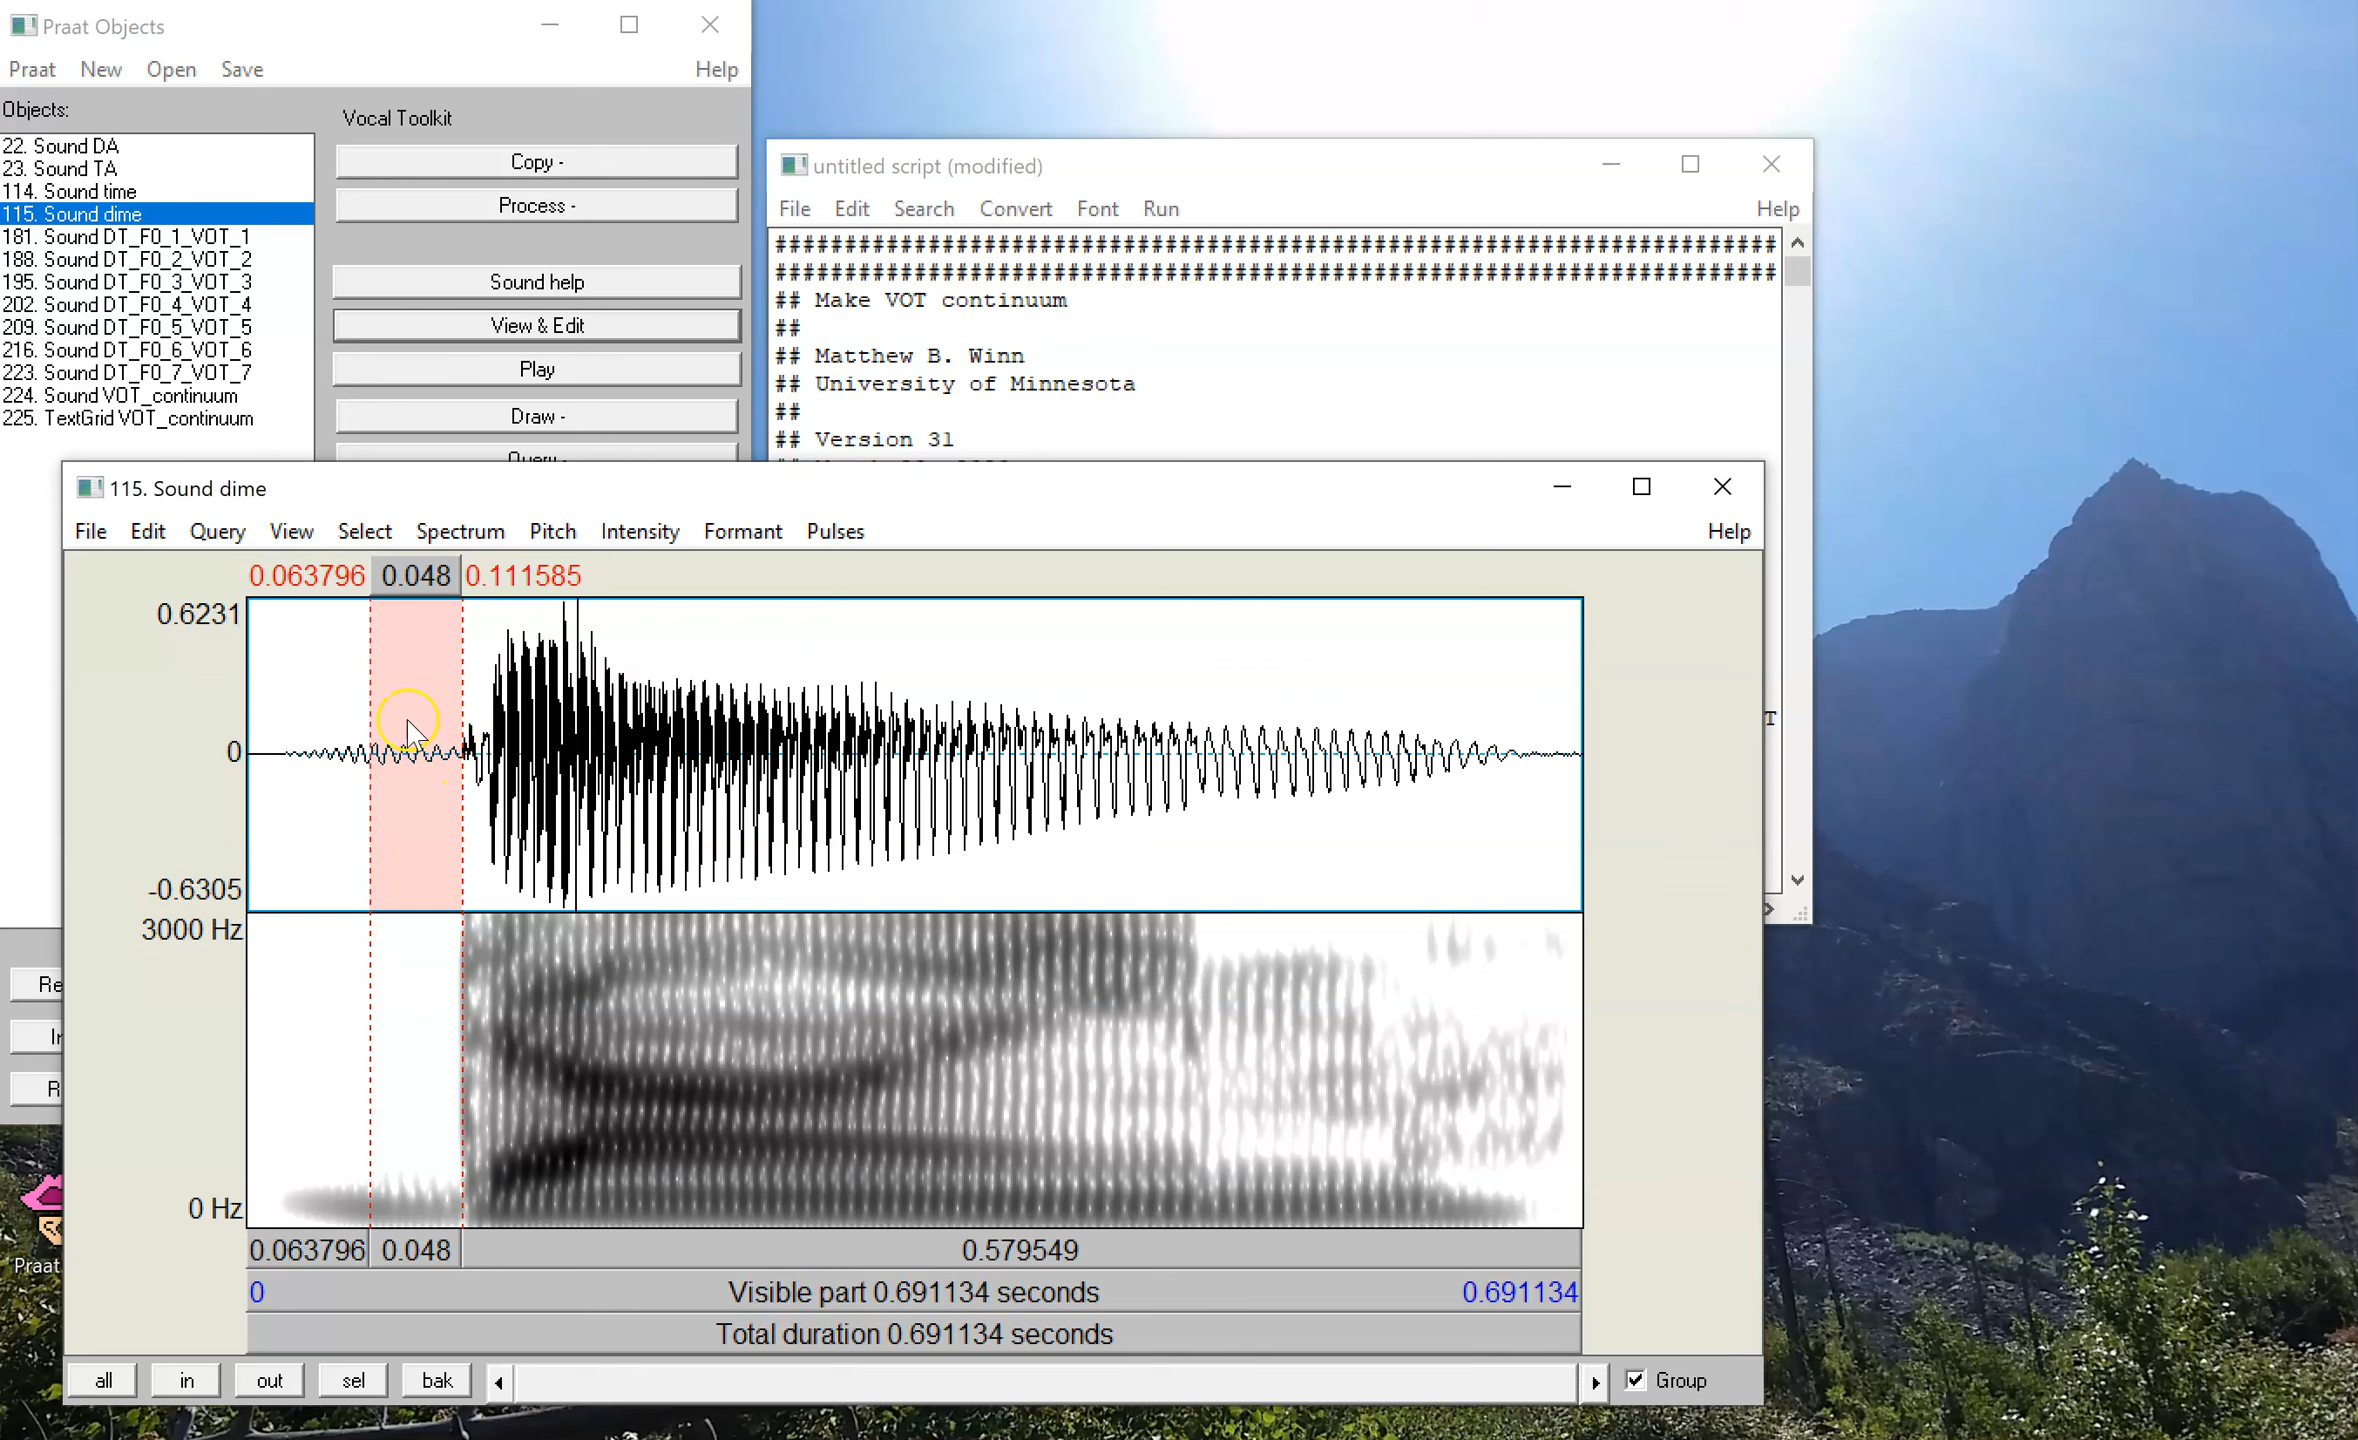 Praat Objects
Praat New Open Save Help
Objects:
22. Sound DA
23. Sound TA
114. Sound time
115. Sound dime
181. Sound DT_F0_1_VOT_1
188. Sound DT_F0_2_VOT_2
195. Sound DT_F0_3_VOT_3
202. Sound DT_F0_4_VOT_4
209. Sound DT_F0_5_VOT_5
216. Sound DT_F0_6_VOT_6
223. Sound DT_F0_7_VOT_7
224. Sound VOT_continuum
225. TextGrid VOT_continuum
Vocal Toolkit
Copy -
Process -
Sound help
View & Edit
Play
Draw -
Query -
untitled script (modified)
File Edit Search Convert Font Run Help
############################################################################
############################################################################
## Make VOT continuum
##
## Matthew B. Winn
## University of Minnesota
##
## Version 31
T
115. Sound dime
File Edit Query View Select Spectrum Pitch Intensity Formant Pulses Help
0.063796 0.048 0.111585
0.6231
0
-0.6305
3000 Hz
0 Hz
0.063796 0.048 0.579549
0 Visible part 0.691134 seconds 0.691134
Total duration 0.691134 seconds
all in out sel bak Group
Re
Ir
R
Praat